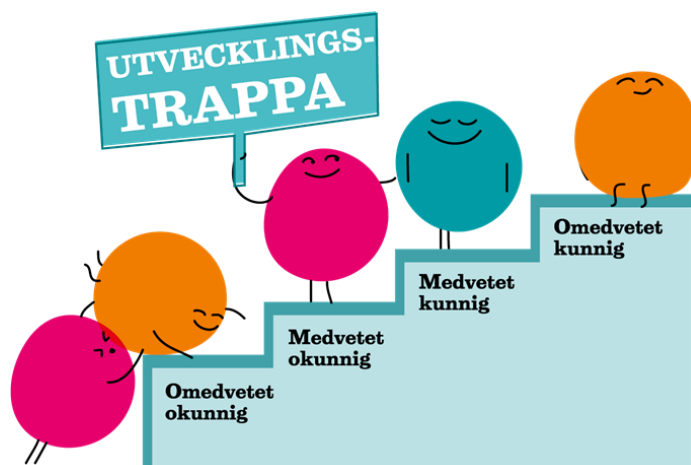 UTVECKLINGS-
TRAPPA
Omedvetet
okunnig
Medvetet
okunnig
Medvetet
kunnig
Omedvetet
kunnig